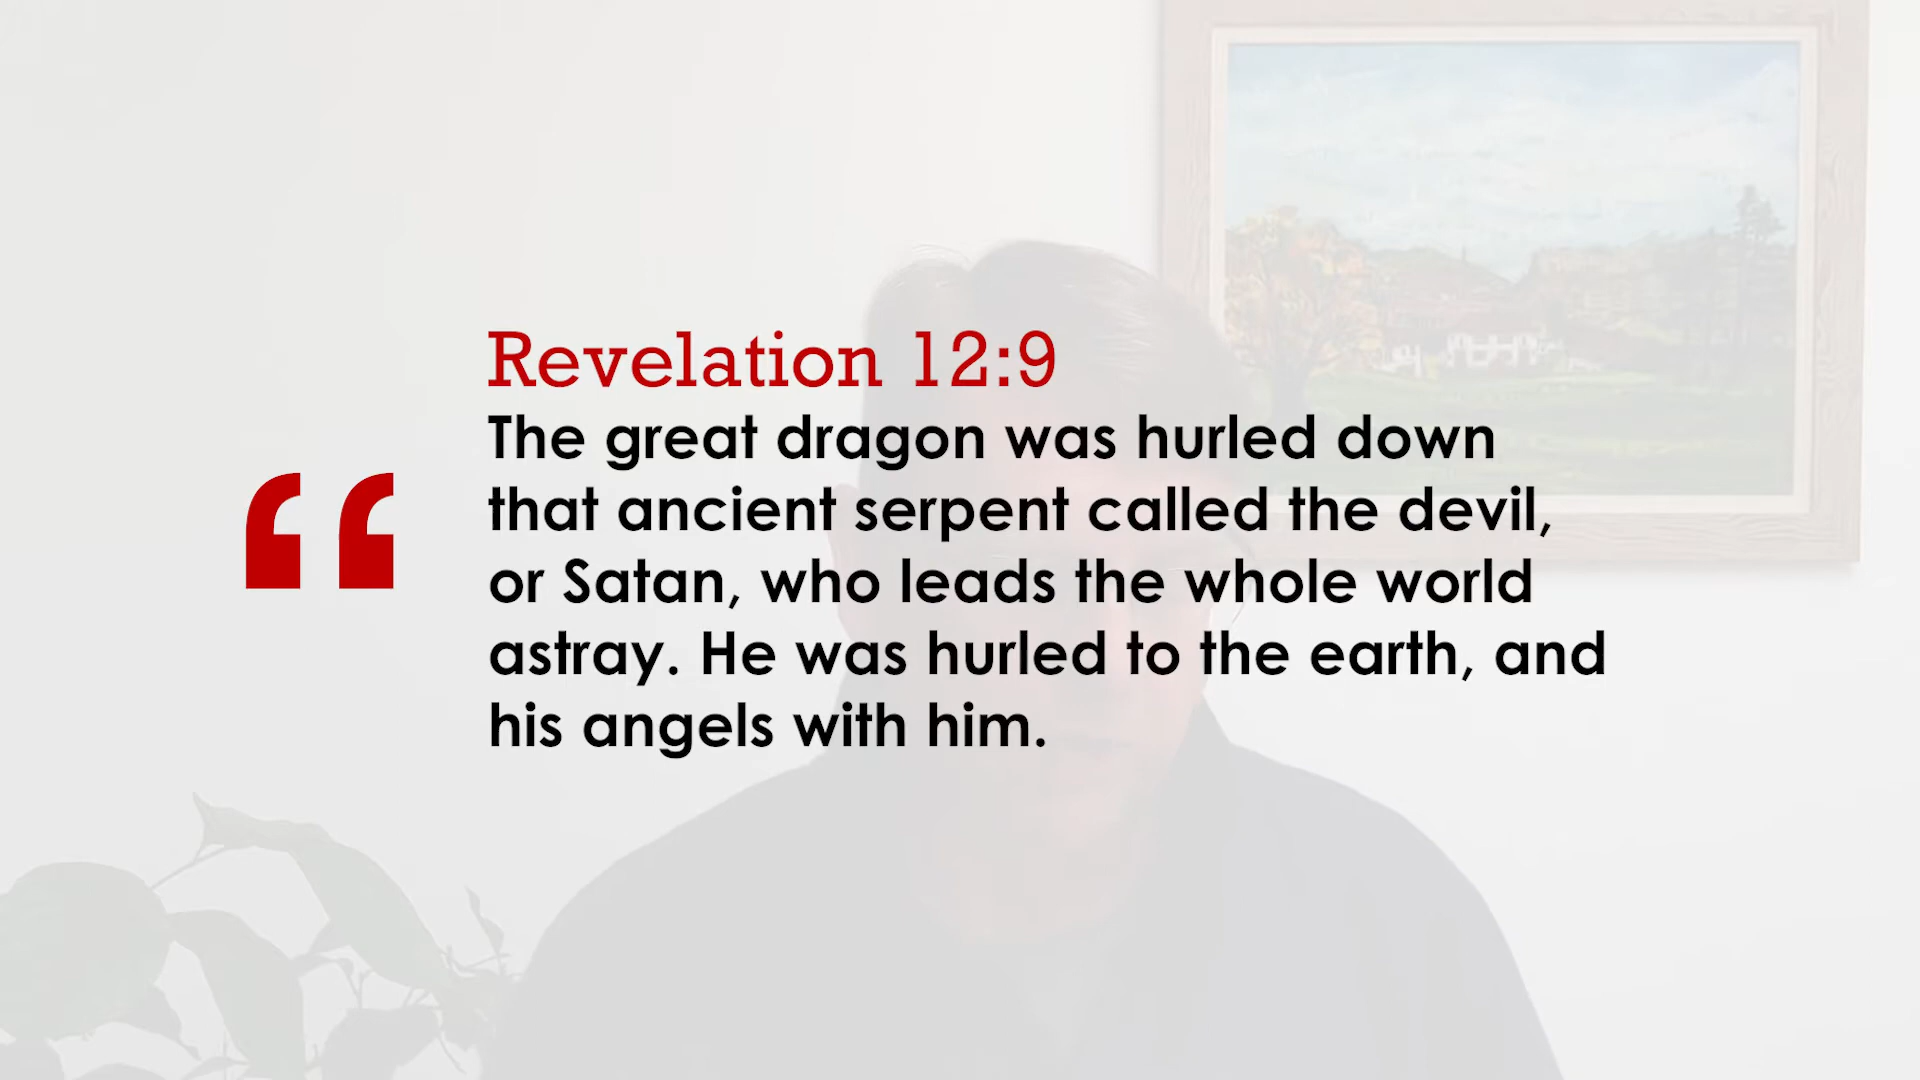 Revelation 12:9
The great dragon was hurled down
that ancient serpent called the devil,
or Satan, who leads the whole world
astray. He was hurled to the earth, and
his angels with him.